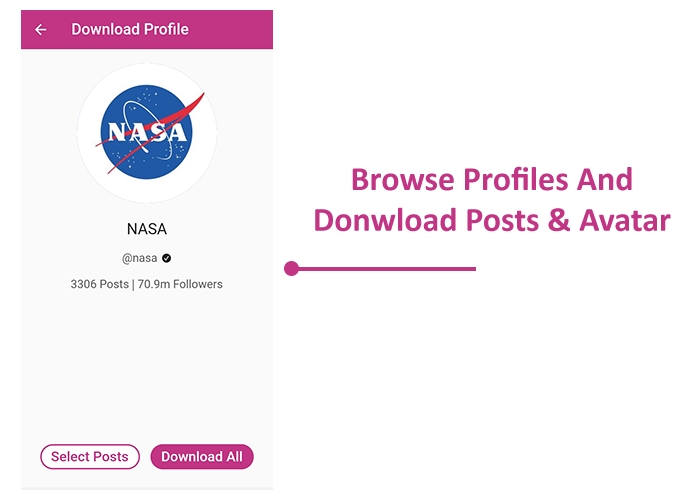 Download Profile
NASA
NASA
@nasa
3306 Posts | 70.9m Followers
Select Posts
Download All
Browse Profiles And
Donwload Posts & Avatar